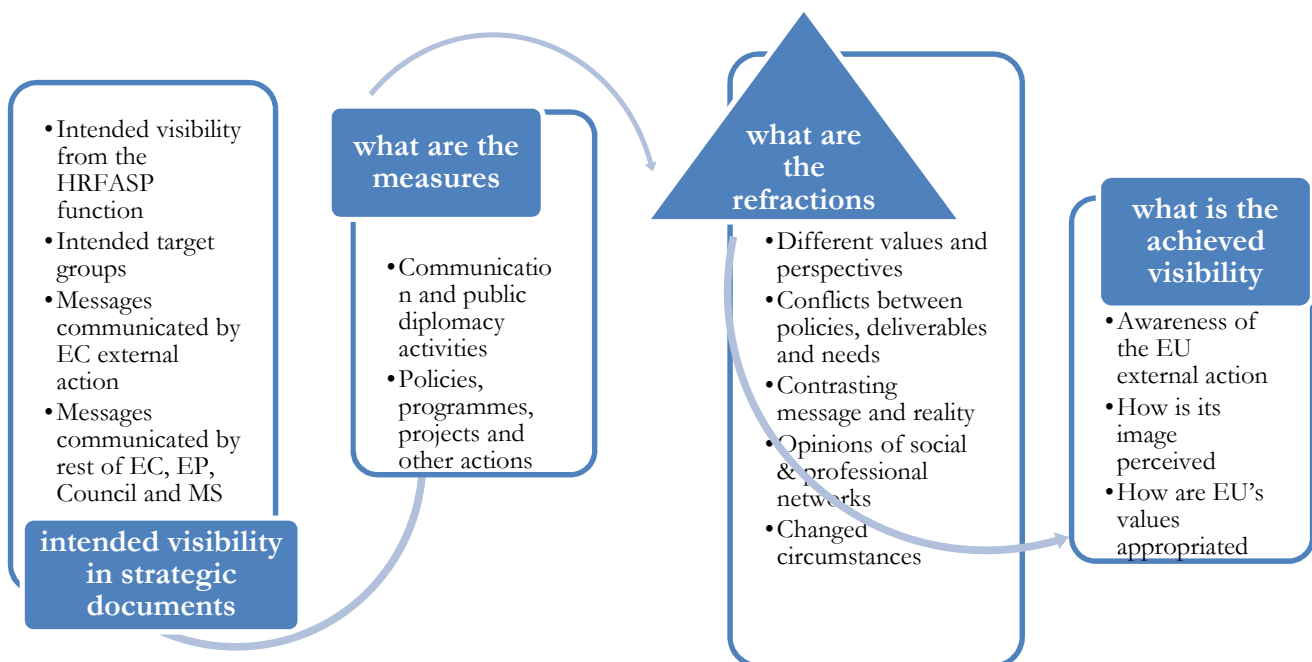 •Intended visibility
from the
HRFASP
function
•Intended target
groups
•Messages
communicated by
EC external
action
•Messages
communicated by
rest of EC, EP,
Council and MS
intended visibility
in strategic
documents
what are the
measures
•Communicatio
n and public
diplomacy
activities
•Policies,
programmes,
projects and
other actions
what are
the
refractions
•Different values and
perspectives
•Conflicts between
policies, deliverables
and needs
•Contrasting
message and reality
•Opinions of social
& professional
networks
•Changed
circumstances
what is the
achieved
visibility
•Awareness of
the EU
external action
•How is its
image
perceived
•How are EU’s
values
appropriated